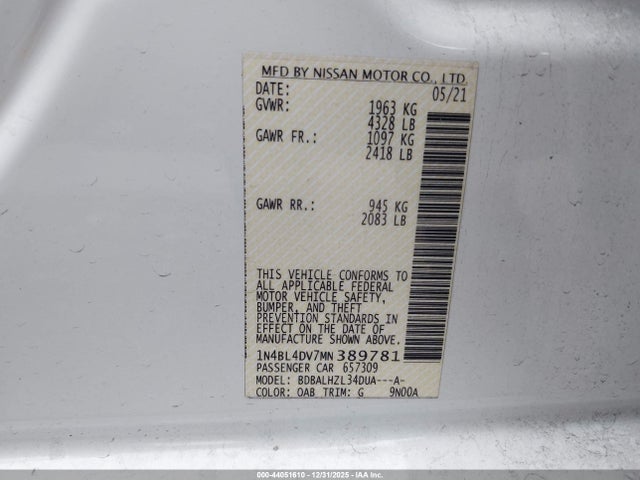 MFD BY NISSAN MOTOR CO., LTD.
DATE: 05/21
GVWR: 1963 KG
4328 LB
GAWR FR.: 1097 KG
2418 LB
GAWR RR.: 945 KG
2083 LB
THIS VEHICLE CONFORMS TO
ALL APPLICABLE FEDERAL
MOTOR VEHICLE SAFETY,
BUMPER, AND THEFT
PREVENTION STANDARDS IN
EFFECT ON THE DATE OF
MANUFACTURE SHOWN ABOVE.
1N4BL4DV7MN389781
PASSENGER CAR 657309
MODEL: BDBALHZL34DUA---A-
COLOR: OAB TRIM: G 9N00A
000-44051610 - 12/31/2025 - IAAI.COM